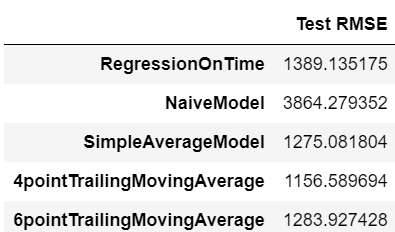 Test RMSE
RegressionOnTime 1389.135175
NaiveModel 3864.279352
SimpleAverageModel 1275.081804
4pointTrailingMovingAverage 1156.589694
6pointTrailingMovingAverage 1283.927428